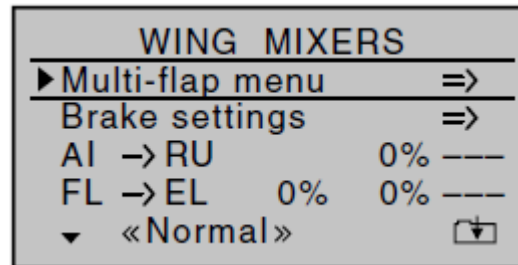 WING MIXERS
Multi-flap menu =>
Brake settings =>
AI –> RU 0% –––
FL –> EL 0% 0% –––
«Normal»